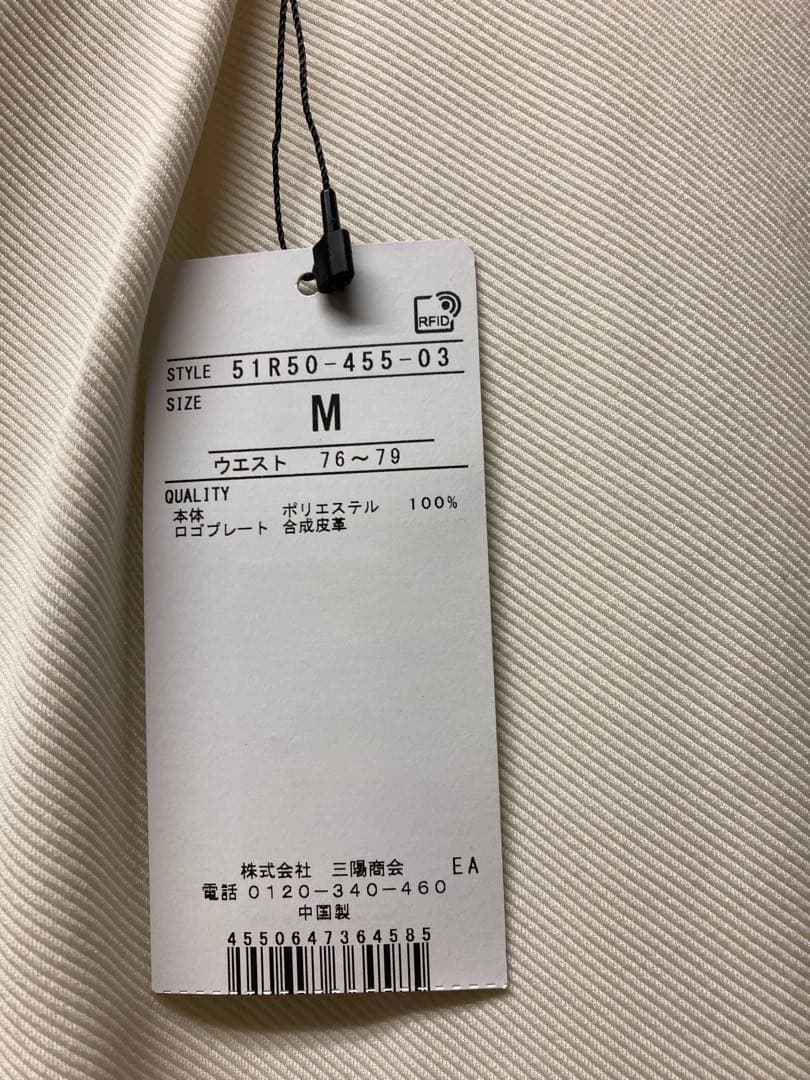 RFID
STYLE 51R50-455-03
SIZE
M
ウエスト 76～79
QUALITY
本体 ポリエステル 100%
ロゴプレート 合成皮革
株式会社 三陽商会 EA
電話 0120-340-460
中国製
4550647364585